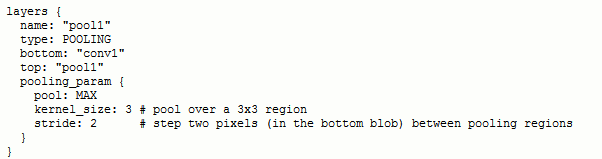 layers {
  name: "pool1"
  type: POOLING
  bottom: "conv1"
  top: "pool1"
  pooling_param {
    pool: MAX
    kernel_size: 3 # pool over a 3x3 region
    stride: 2      # step two pixels (in the bottom blob) between pooling regions
  }
}